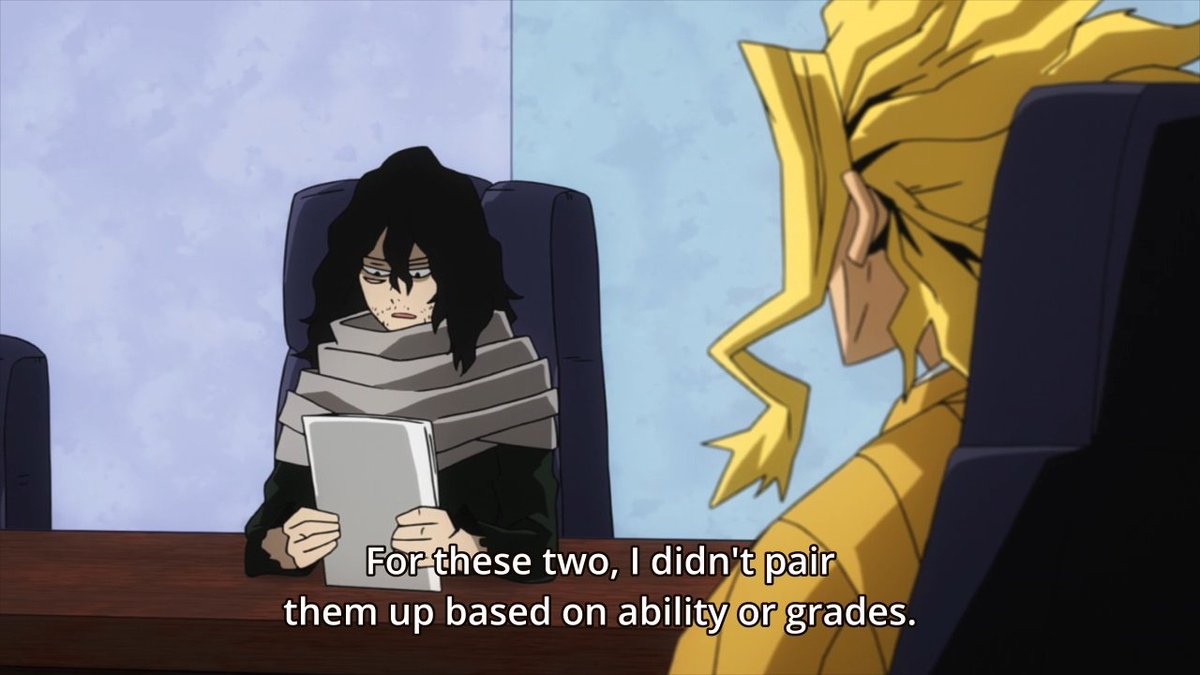 For these two, I didn't pair
them up based on ability or grades.